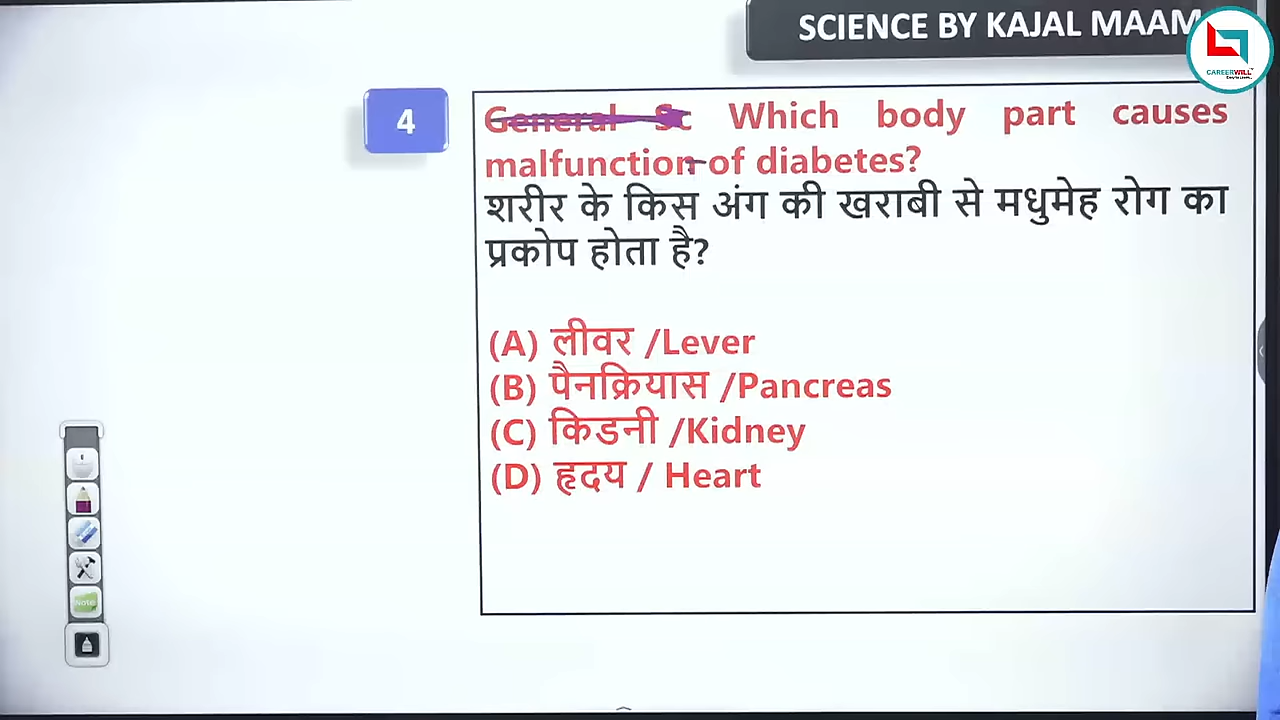 SCIENCE BY KAJAL MAAM
CAREERWILL
4
General Sc Which body part causes
malfunction of diabetes?
शरीर के किस अंग की खराबी से मधुमेह रोग का
प्रकोप होता है?
(A) लीवर /Lever
(B) पैनक्रियास /Pancreas
(C) किडनी /Kidney
(D) हृदय / Heart
Note